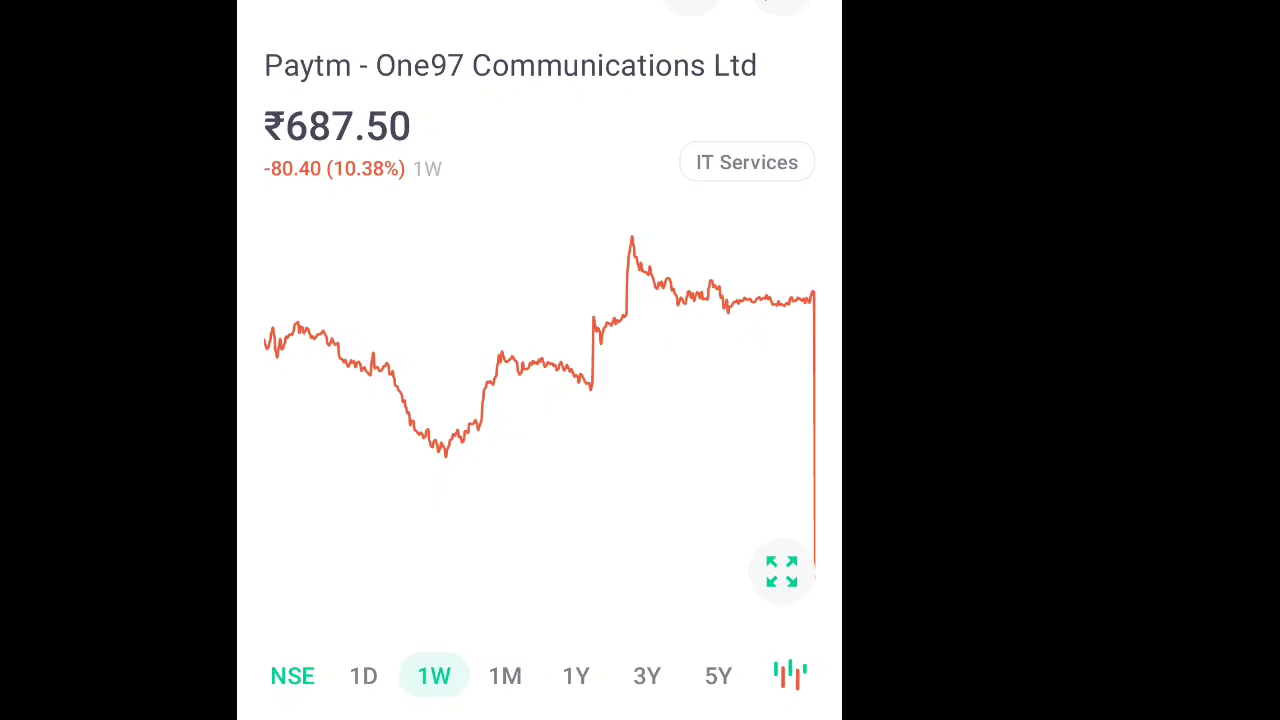 Paytm - One97 Communications Ltd
₹687.50
-80.40 (10.38%) 1W
IT Services
NSE 1D 1W 1M 1Y 3Y 5Y